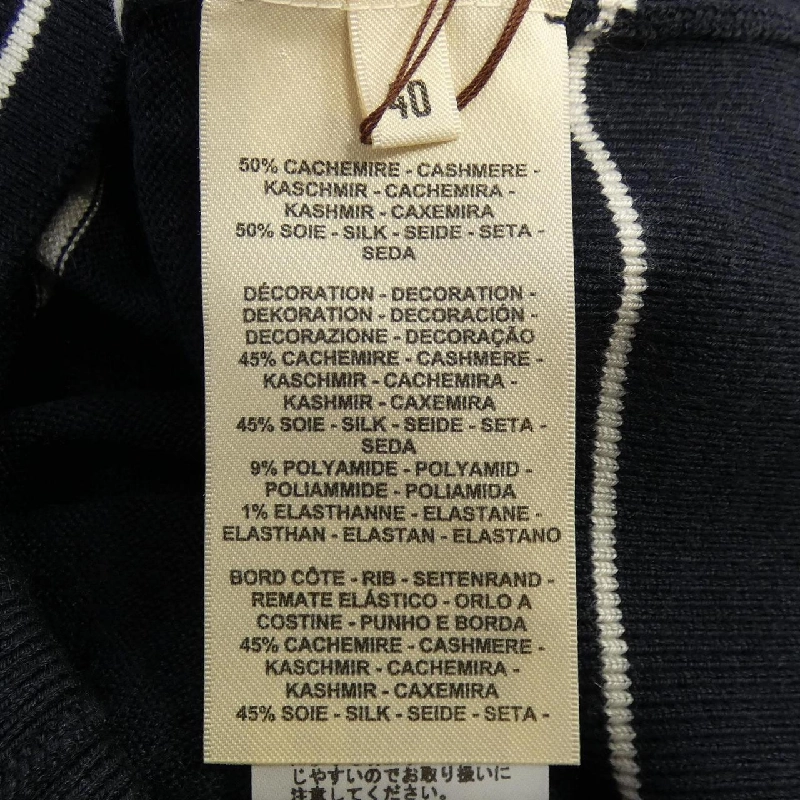 40
50% CACHEMIRE - CASHMERE -
KASCHMIR - CACHEMIRA -
KASHMIR - CAXEMIRA
50% SOIE - SILK - SEIDE - SETA -
SEDA
DÉCORATION - DECORATION -
DEKORATION - DECORACIÓN -
DECORAZIONE - DECORAÇÃO
45% CACHEMIRE - CASHMERE -
KASCHMIR - CACHEMIRA -
KASHMIR - CAXEMIRA
45% SOIE - SILK - SEIDE - SETA -
SEDA
9% POLYAMIDE - POLYAMID -
POLIAMMIDE - POLIAMIDA
1% ELASTHANNE - ELASTANE -
ELASTHAN - ELASTAN - ELASTANO
BORD CÔTE - RIB - SEITENRAND -
REMATE ELÁSTICO - ORLO A
COSTINE - PUNHO E BORDA
45% CACHEMIRE - CASHMERE -
KASCHMIR - CACHEMIRA -
KASHMIR - CAXEMIRA
45% SOIE - SILK - SEIDE - SETA -
じやすいのでお取り扱いに
注意してください。